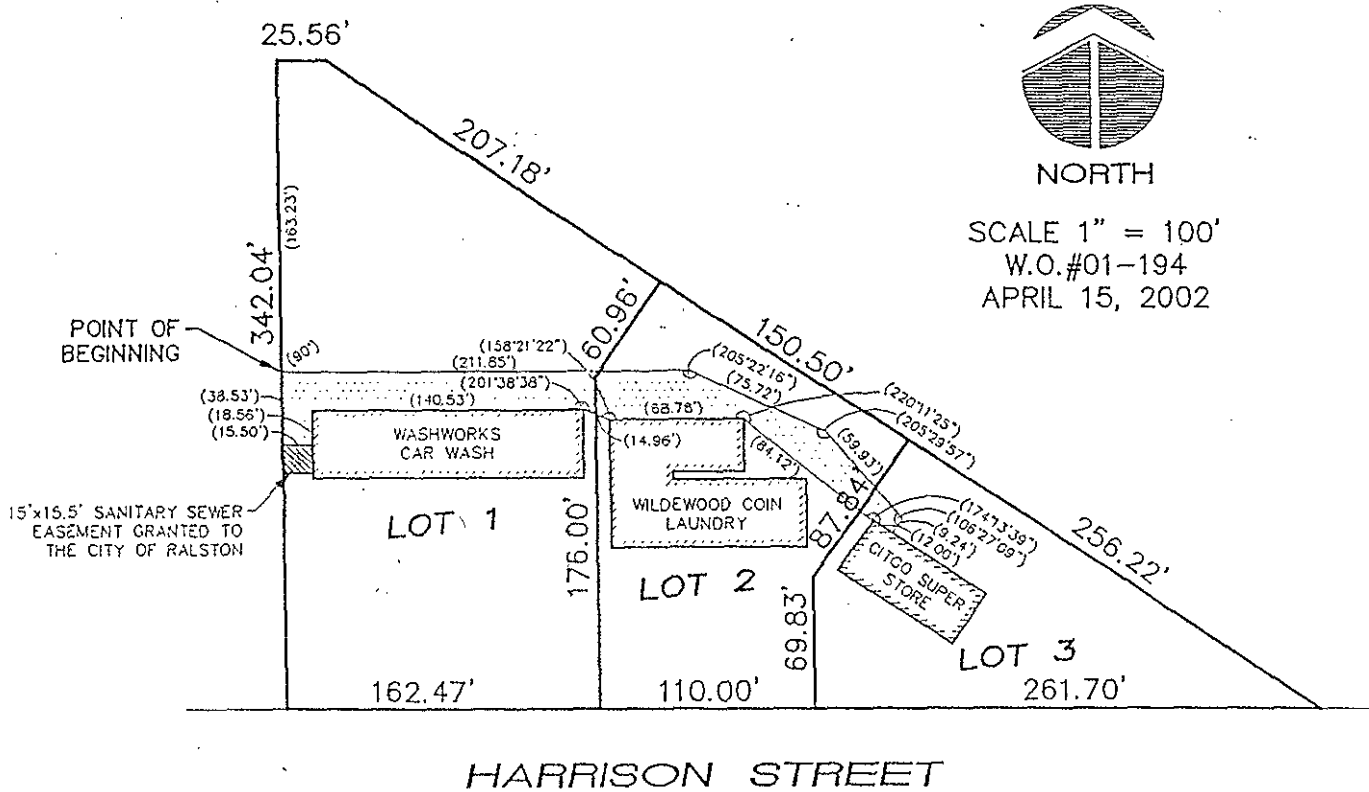 25.56'
207.18'
NORTH
SCALE 1" = 100'
W.O.#01-194
APRIL 15, 2002
(163.23')
342.04'
60.96'
150.50'
POINT OF
BEGINNING
(90°)
(158°21'22")
(211.85')
(205°22'16")
(75.72')
(201°38'38")
(38.53')
(140.53')
(68.78')
(220°11'25")
(205°29'57")
(18.56')
(15.50')
WASHWORKS
CAR WASH
(14.96')
(84.12')
(59.93')
15'x15.5' SANITARY SEWER
EASEMENT GRANTED TO
THE CITY OF RALSTON
WILDEWOOD COIN
LAUNDRY
87.84'
(174°13'39")
(106°27'09")
(9.24')
(12.00')
256.22'
LOT 1
176.00'
LOT 2
CITGO SUPER
STORE
69.83'
LOT 3
162.47'
110.00'
261.70'
HARRISON STREET